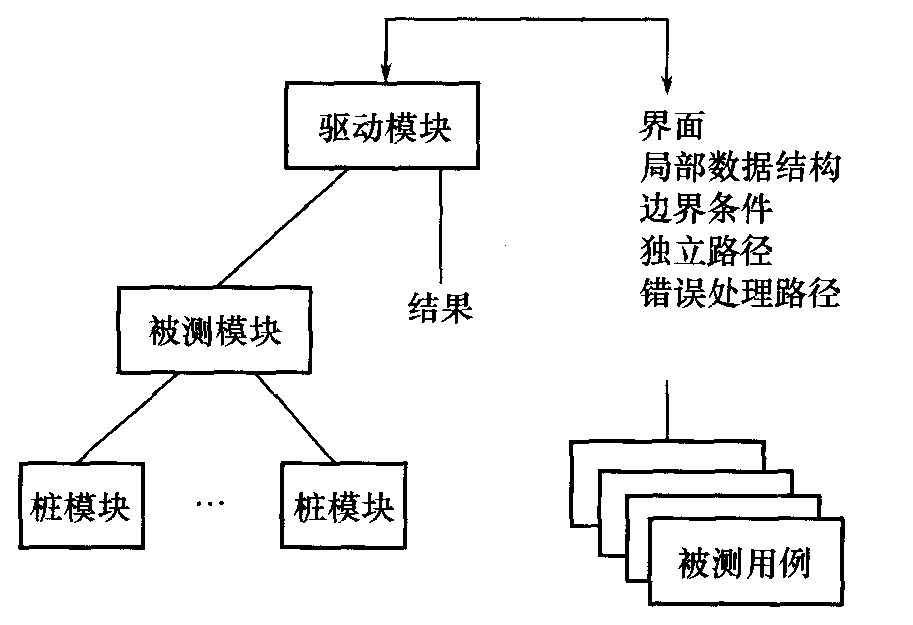 驱动模块
界面
局部数据结构
边界条件
独立路径
错误处理路径
结果
被测模块
桩模块
…
桩模块
被测用例